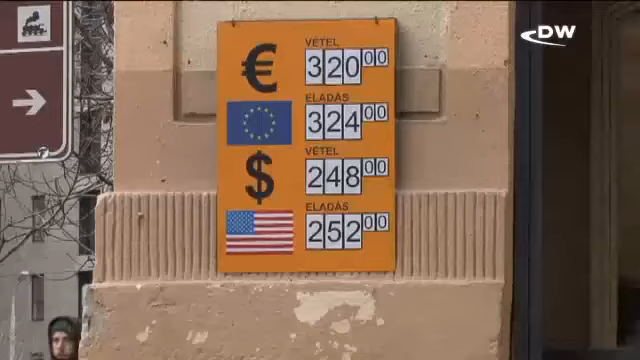 DW
€
VÉTEL
320 00
ELADÁS
324 00
$
VÉTEL
248 00
ELADÁS
252 00